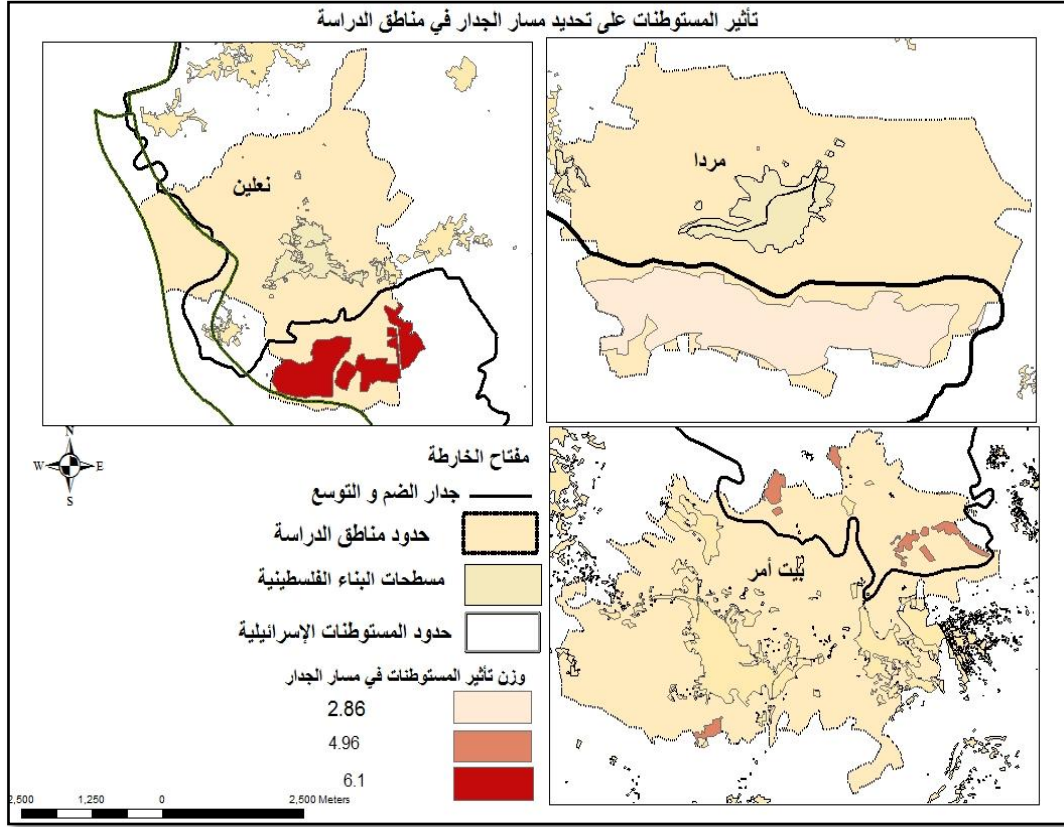 تأثير المستوطنات على تحديد مسار الجدار في مناطق الدراسة
مردا
نعلين
بيت أمر
N
W E
S
مفتاح الخارطة
جدار الضم و التوسع
حدود مناطق الدراسة
مسطحات البناء الفلسطينية
حدود المستوطنات الإسرائيلية
وزن تأثير المستوطنات في مسار الجدار
2.86
4.96
6.1
2,500 1,250 0 2,500 Meters